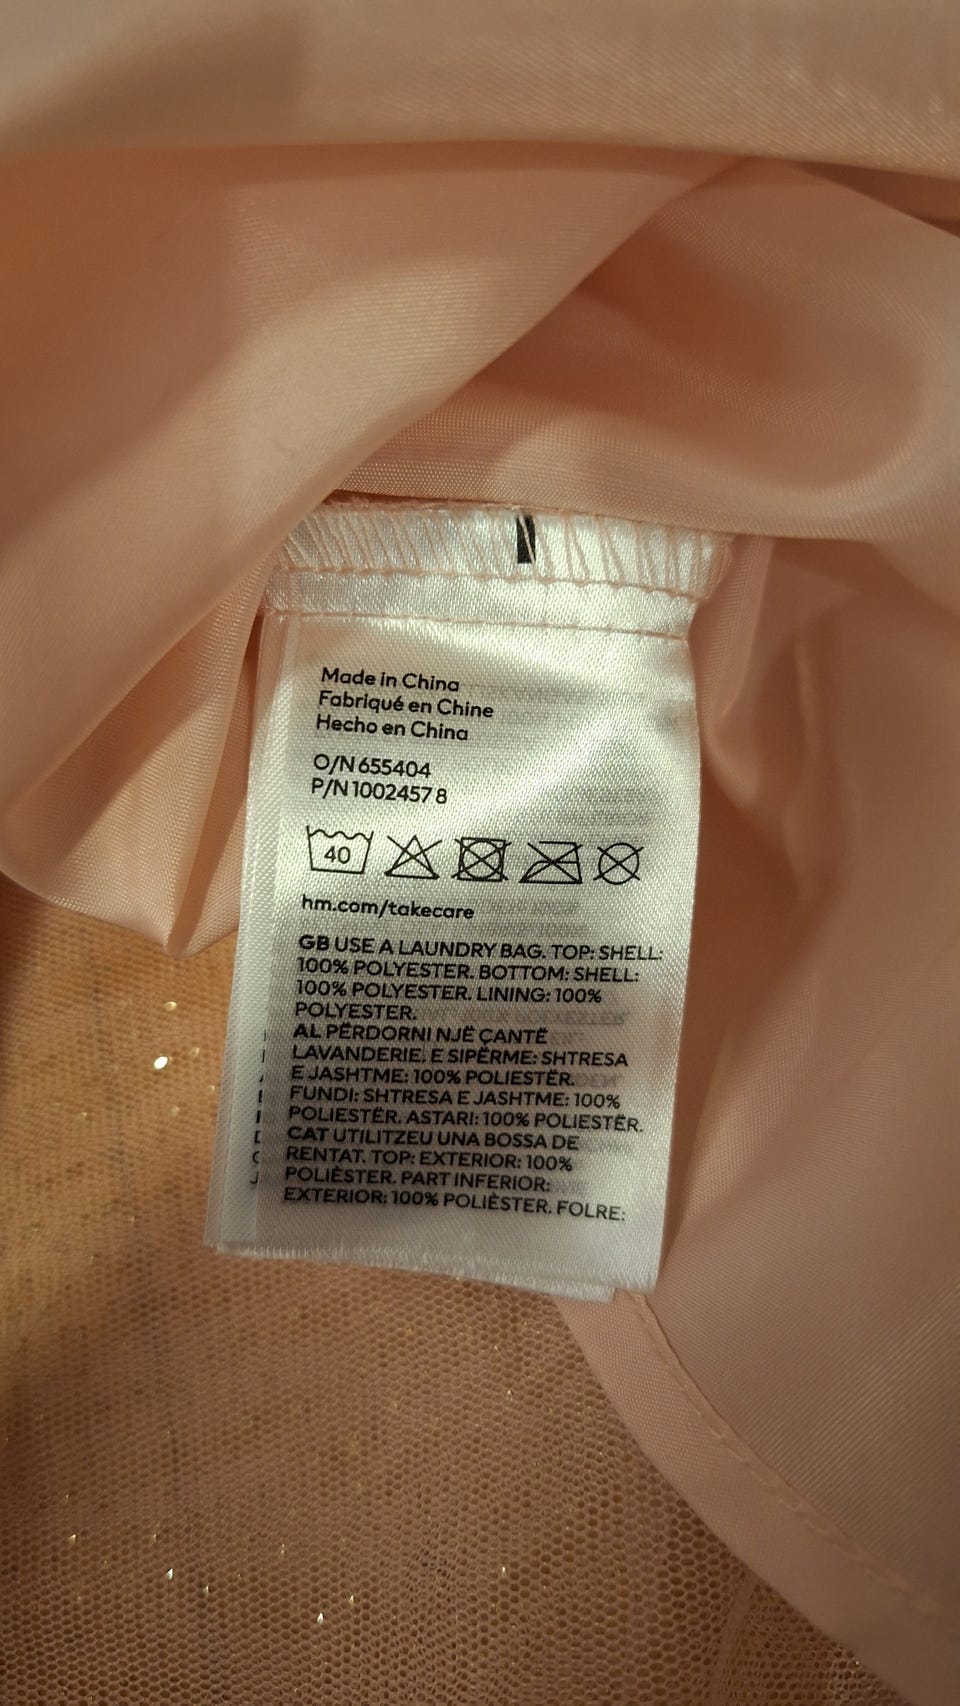 Made in China
Fabriqué en Chine
Hecho en China
O/N 655404
P/N 10024578
40
hm.com/takecare
GB USE A LAUNDRY BAG. TOP: SHELL:
100% POLYESTER. BOTTOM: SHELL:
100% POLYESTER. LINING: 100%
POLYESTER.
AL PËRDORNI NJË ÇANTË
LAVANDERIE. E SIPËRME: SHTRESA
E JASHTME: 100% POLIESTËR.
FUNDI: SHTRESA E JASHTME: 100%
POLIESTËR. ASTARI: 100% POLIESTËR.
CAT UTILITZEU UNA BOSSA DE
RENTAT. TOP: EXTERIOR: 100%
POLIÈSTER. PART INFERIOR:
EXTERIOR: 100% POLIÈSTER. FOLRE: